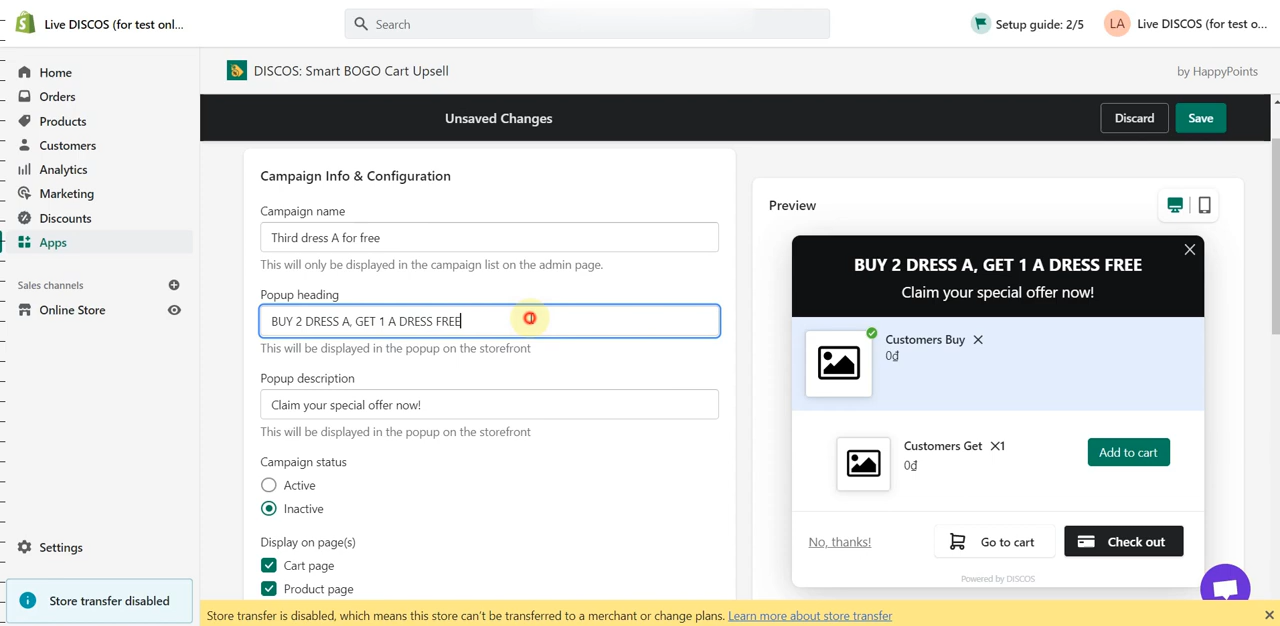 Live DISCOS (for test onl...
Search
Setup guide: 2/5
LA
Live DISCOS (for test o...
Home
Orders
Products
Customers
Analytics
Marketing
Discounts
Apps
Sales channels
Online Store
Settings
Store transfer disabled
DISCOS: Smart BOGO Cart Upsell
by HappyPoints
Unsaved Changes
Discard
Save
Campaign Info & Configuration
Campaign name
Third dress A for free
This will only be displayed in the campaign list on the admin page.
Popup heading
BUY 2 DRESS A, GET 1 A DRESS FREE
This will be displayed in the popup on the storefront
Popup description
Claim your special offer now!
This will be displayed in the popup on the storefront
Campaign status
Active
Inactive
Display on page(s)
Cart page
Product page
Preview
BUY 2 DRESS A, GET 1 A DRESS FREE
Claim your special offer now!
Customers Buy
0₫
Customers Get ✕1
0₫
Add to cart
No, thanks!
Go to cart
Check out
Powered by DISCOS
Store transfer is disabled, which means this store can't be transferred to a merchant or change plans. Learn more about store transfer